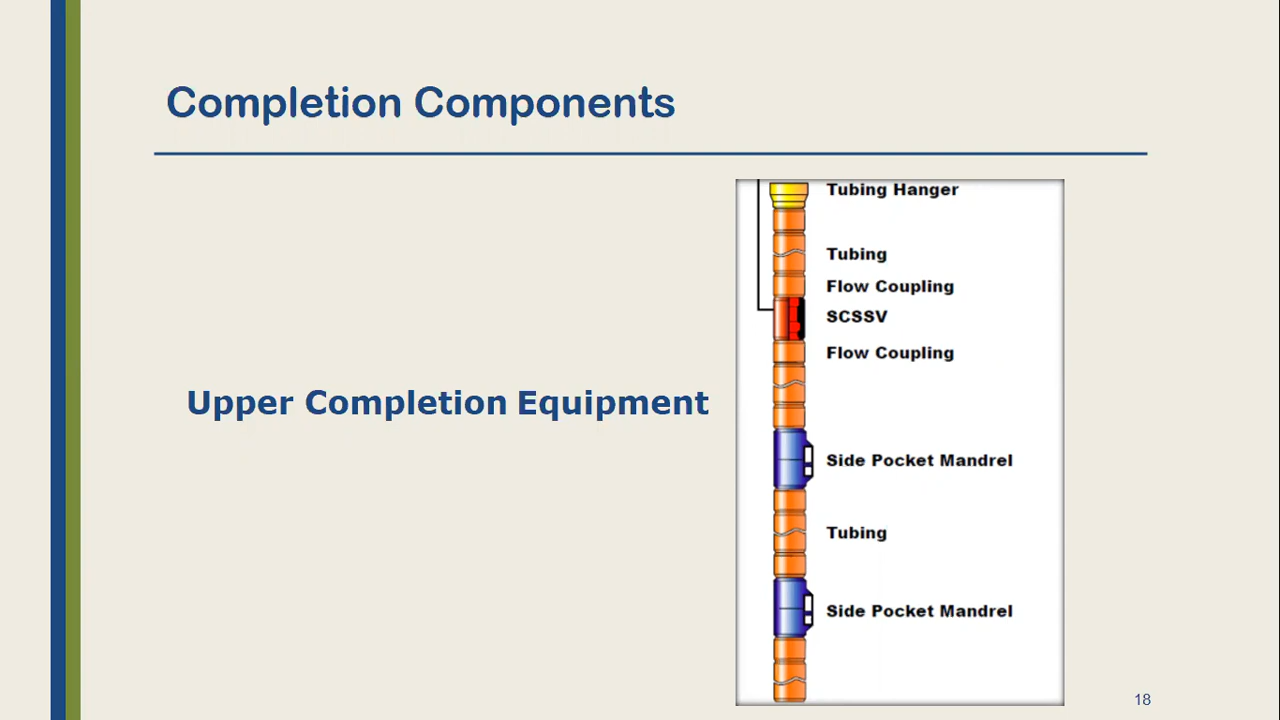 Completion Components
Upper Completion Equipment
Tubing Hanger
Tubing
Flow Coupling
SCSSV
Flow Coupling
Side Pocket Mandrel
Tubing
Side Pocket Mandrel
18